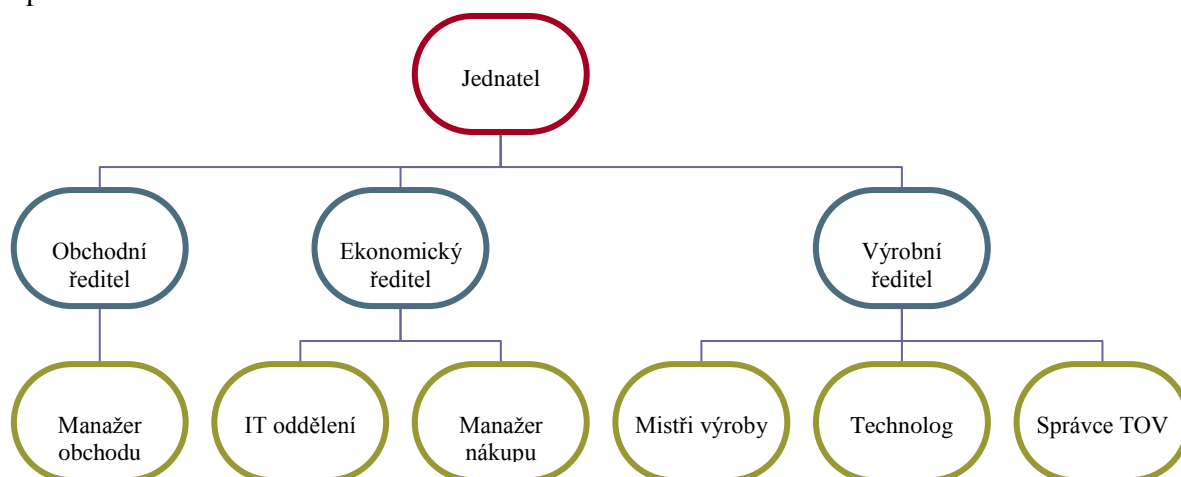 Jednatel
Obchodní
ředitel
Ekonomický
ředitel
Výrobní
ředitel
Manažer
obchodu
IT oddělení
Manažer
nákupu
Mistři výroby
Technolog
Správce TOV